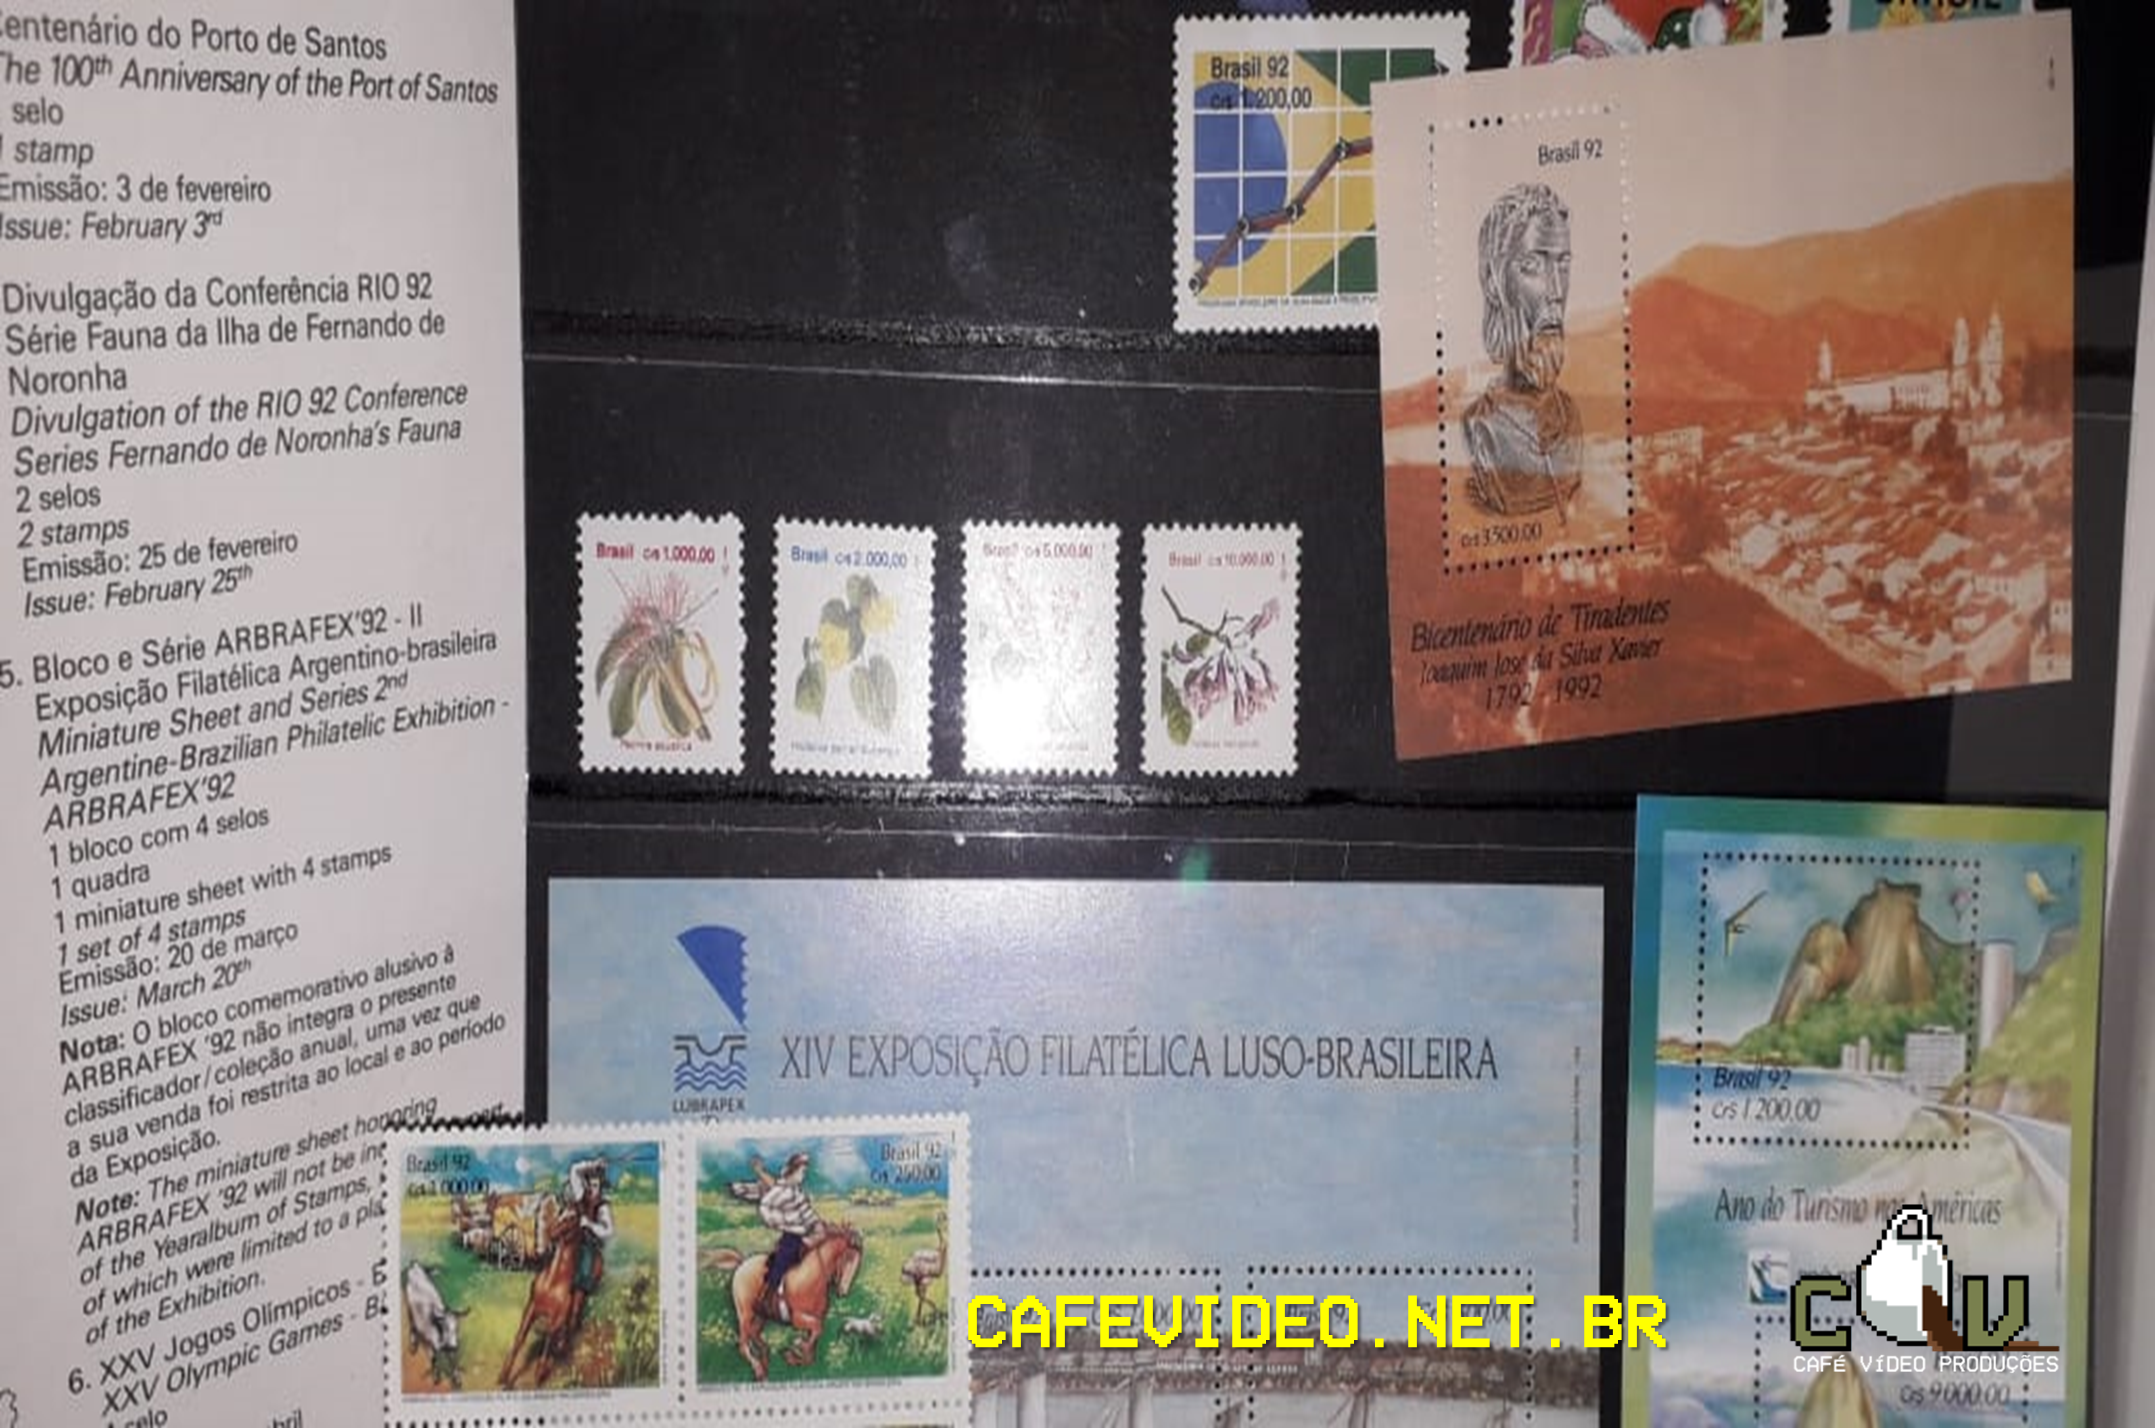 entenário do Porto de Santos
The 100th Anniversary of the Port of Santos
selo
1 stamp
Emissão: 3 de fevereiro
Issue: February 3rd
Divulgação da Conferência RIO 92
Série Fauna da Ilha de Fernando de
Noronha
Divulgation of the RIO 92 Conference
Series Fernando de Noronha's Fauna
2 selos
2 stamps
Emissão: 25 de fevereiro
Issue: February 25th
5. Bloco e Série ARBRAFEX'92 - II
Exposição Filatélica Argentino-brasileira
Miniature Sheet and Series 2nd
Argentine-Brazilian Philatelic Exhibition -
ARBRAFEX'92
1 bloco com 4 selos
1 quadra
1 miniature sheet with 4 stamps
1 set of 4 stamps
Emissão: 20 de março
Issue: March 20th
Nota: O bloco comemorativo alusivo à
ARBRAFEX '92 não integra o presente
classificador/coleção anual, uma vez que
a sua venda foi restrita ao local e ao período
da Exposição.
Note: The miniature sheet honoring
ARBRAFEX '92 will not be
of the Yearalbum of Stamps,
of which were limited to a
of the Exhibition.
6. XXV Jogos Olímpicos -
XXV Olympic Games -
selo
Brasil 92
Cr$ 1.200,00
Brasil 92
Cr$ 3.500,00
Bicentenário de Tiradentes
Joaquim José da Silva Xavier
1792 - 1992
Brasil Cr$ 1.000,00
Brasil Cr$ 2.000,00
Brasil Cr$ 5.000,00
Brasil Cr$ 10.000,00
XIV EXPOSIÇÃO FILATÉLICA LUSO-BRASILEIRA
LUBRAPEX
Brasil 92
Cr$ 1.000,00
Brasil 92
Cr$ 250,00
Brasil 92
Cr$ 1.200,00
Ano do Turismo nas Américas
Cr$ 9.000,00
CAFEVIDEO.NET.BR
CV
CAFÉ VÍDEO PRODUÇÕES